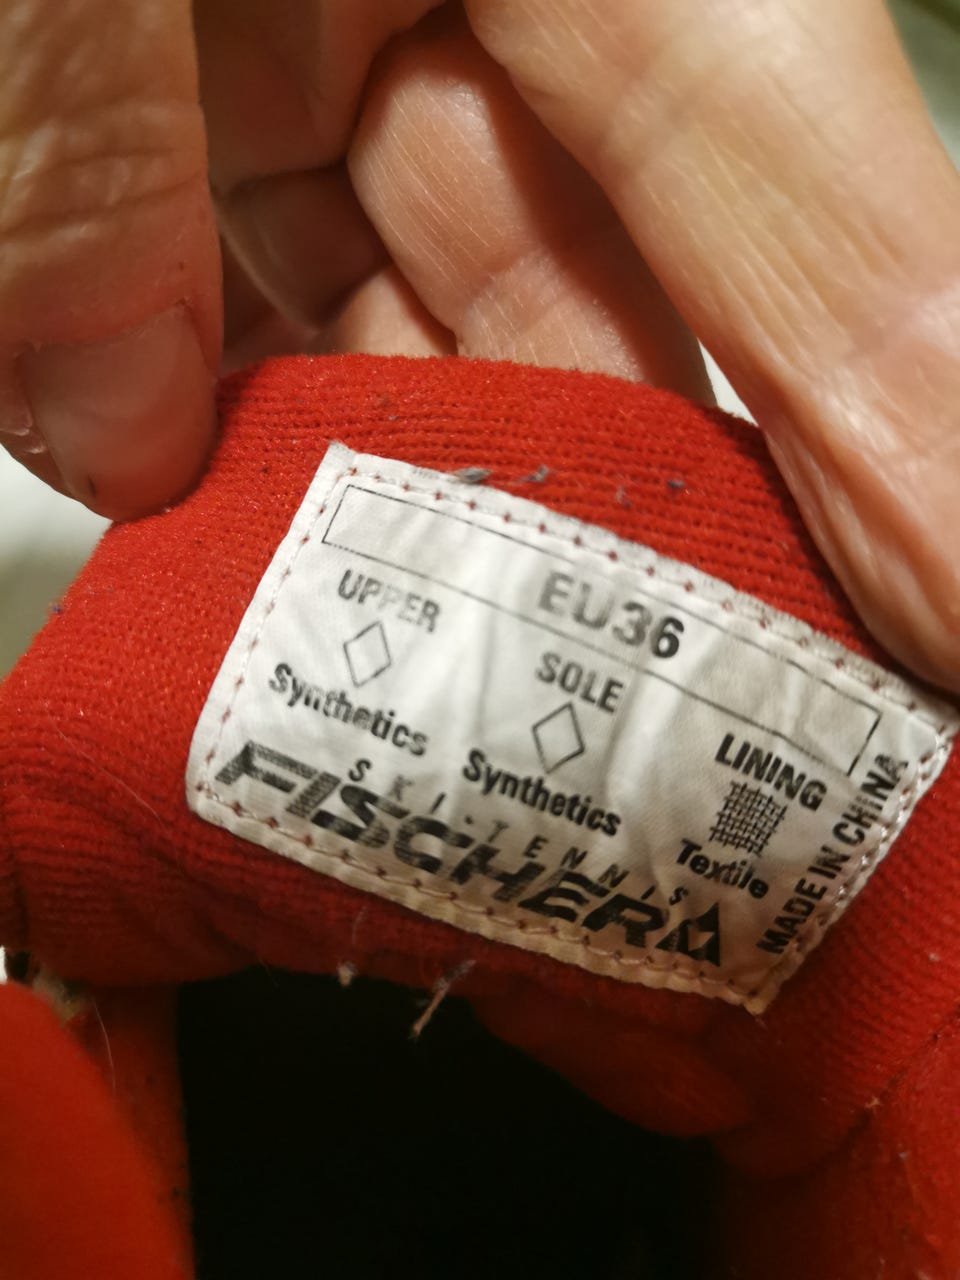 EU36
UPPER
Synthetics
SOLE
Synthetics
LINING
Textile
SKI.TENNIS
FISCHER
MADE IN CHINA